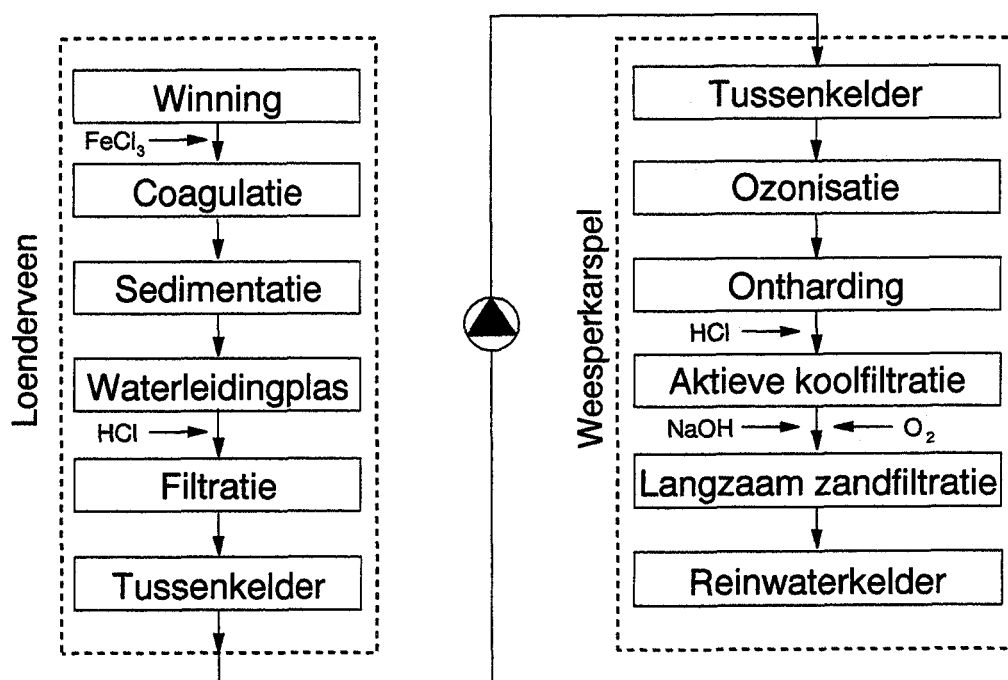 Loenderveen
Winning
FeCl₃
Coagulatie
Sedimentatie
Waterleidingplas
HCl
Filtratie
Tussenkelder
Weesperkarspel
Tussenkelder
Ozonisatie
Ontharding
HCl
Aktieve koolfiltratie
NaOH O₂
Langzaam zandfiltratie
Reinwaterkelder